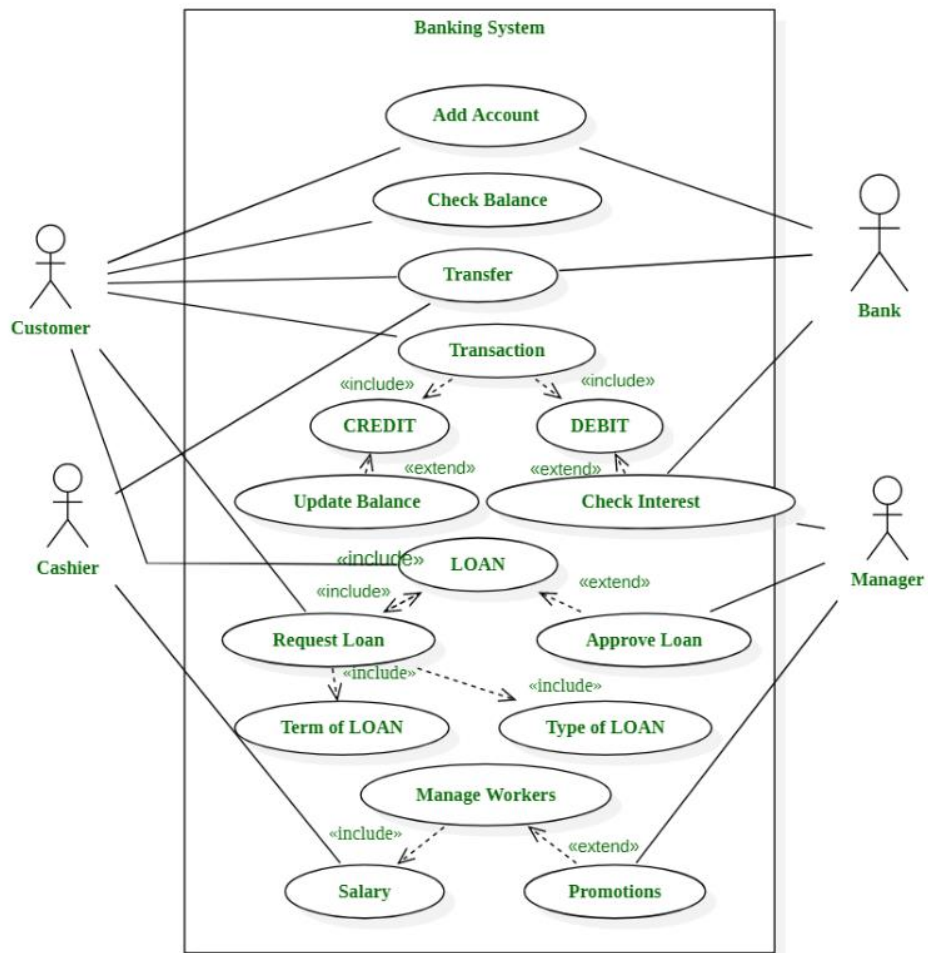 Banking System
Add Account
Check Balance
Transfer
Customer
Bank
Transaction
«include»
«include»
CREDIT
DEBIT
«extend»
«extend»
Update Balance
Check Interest
Cashier
Manager
«include»
LOAN
«include»
«extend»
Request Loan
Approve Loan
«include»
«include»
Term of LOAN
Type of LOAN
Manage Workers
«include»
«extend»
Salary
Promotions